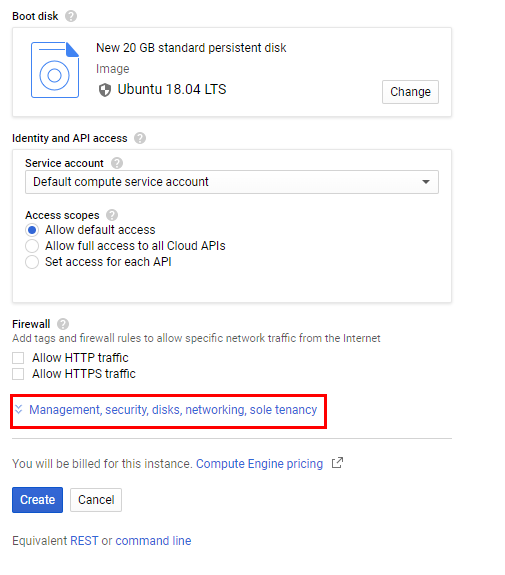 Boot disk
New 20 GB standard persistent disk
Image
Ubuntu 18.04 LTS
Change
Identity and API access
Service account
Default compute service account
Access scopes
Allow default access
Allow full access to all Cloud APIs
Set access for each API
Firewall
Add tags and firewall rules to allow specific network traffic from the Internet
Allow HTTP traffic
Allow HTTPS traffic
Management, security, disks, networking, sole tenancy
You will be billed for this instance. Compute Engine pricing
Create Cancel
Equivalent REST or command line